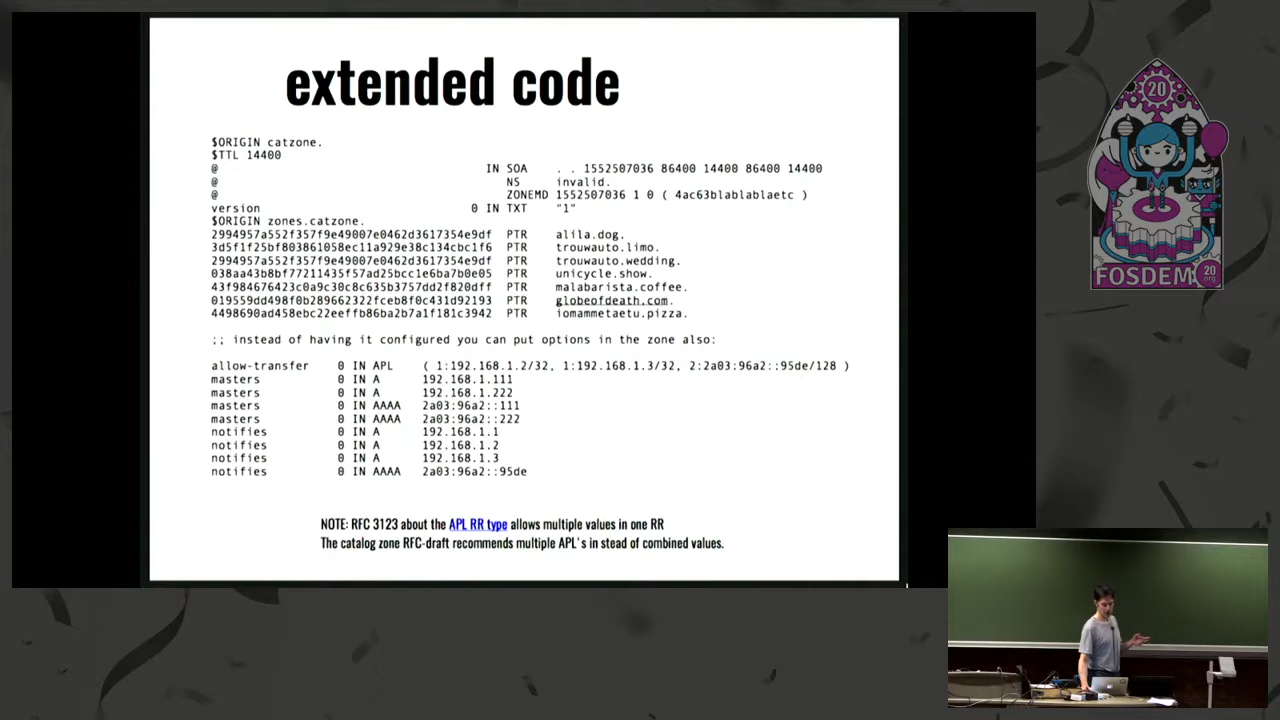 extended code
$ORIGIN catzone.
$TTL 14400
@ IN SOA . . 1552507036 86400 14400 86400 14400
@ NS invalid.
@ ZONEMD 1552507036 1 0 ( 4ac63blablablaetc )
version 0 IN TXT "1"
$ORIGIN zones.catzone.
2994957a552f357f9e49007e0462d3617354e9df PTR alila.dog.
3d5f1f25bf803861058ec11a929e38c134cbc1f6 PTR trouwauto.limo.
2994957a552f357f9e49007e0462d3617354e9df PTR trouwauto.wedding.
038aa43b8bf77211435f57ad25bcc1e6ba7b0e05 PTR unicycle.show.
43f984676423c0a9c30c8c635b3757dd2f920dff PTR malabarista.coffee.
019559dd498f0b289662322fceb8f0c431d92193 PTR globeofdeath.com.
4498690ad458ebc22eeffb86ba2b7a1f181c3942 PTR iomammetaetu.pizza.
;; instead of having it configured you can put options in the zone also:
allow-transfer 0 IN APL ( 1:192.168.1.2/32, 1:192.168.1.3/32, 2:2a03:96a2::95de/128 )
masters 0 IN A 192.168.1.111
masters 0 IN A 192.168.1.222
masters 0 IN AAAA 2a03:96a2::111
masters 0 IN AAAA 2a03:96a2::222
notifies 0 IN A 192.168.1.1
notifies 0 IN A 192.168.1.2
notifies 0 IN A 192.168.1.3
notifies 0 IN AAAA 2a03:96a2::95de
NOTE: RFC 3123 about the APL RR type allows multiple values in one RR
The catalog zone RFC-draft recommends multiple APL's in stead of combined values.
20
FOSDEM 20
.org